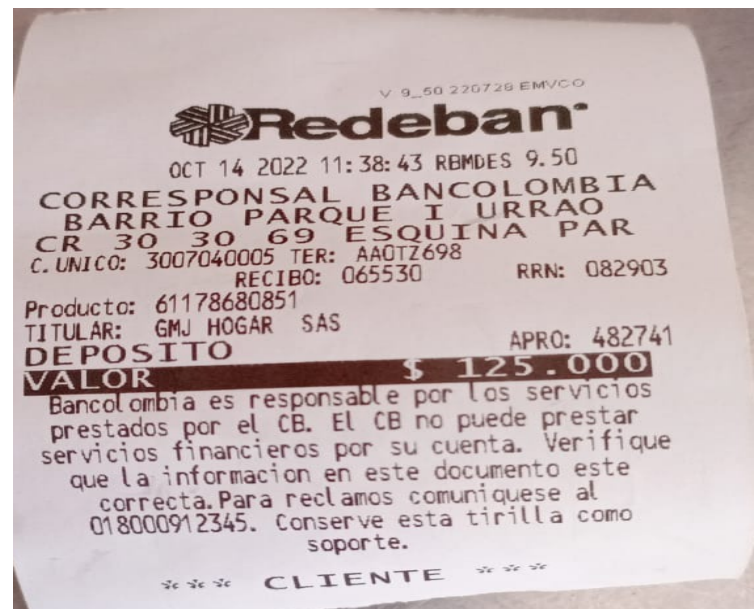 V 9_50 220726 EMVCO
Redeban
OCT 14 2022 11:38:43 RBMDES 9.50
CORRESPONSAL BANCOLOMBIA
BARRIO PARQUE I URRAO
CR 30 30 69 ESQUINA PAR
C.UNICO: 3007040005 TER: AAOTZ698
RECIBO: 065530 RRN: 082903
Producto: 61178680851
TITULAR: GMJ HOGAR SAS
DEPOSITO APRO: 482741
VALOR $ 125.000
Bancolombia es responsable por los servicios
prestados por el CB. El CB no puede prestar
servicios financieros por su cuenta. Verifique
que la informacion en este documento este
correcta.Para reclamos comuniquese al
018000912345. Conserve esta tirilla como
soporte.
*** CLIENTE ***